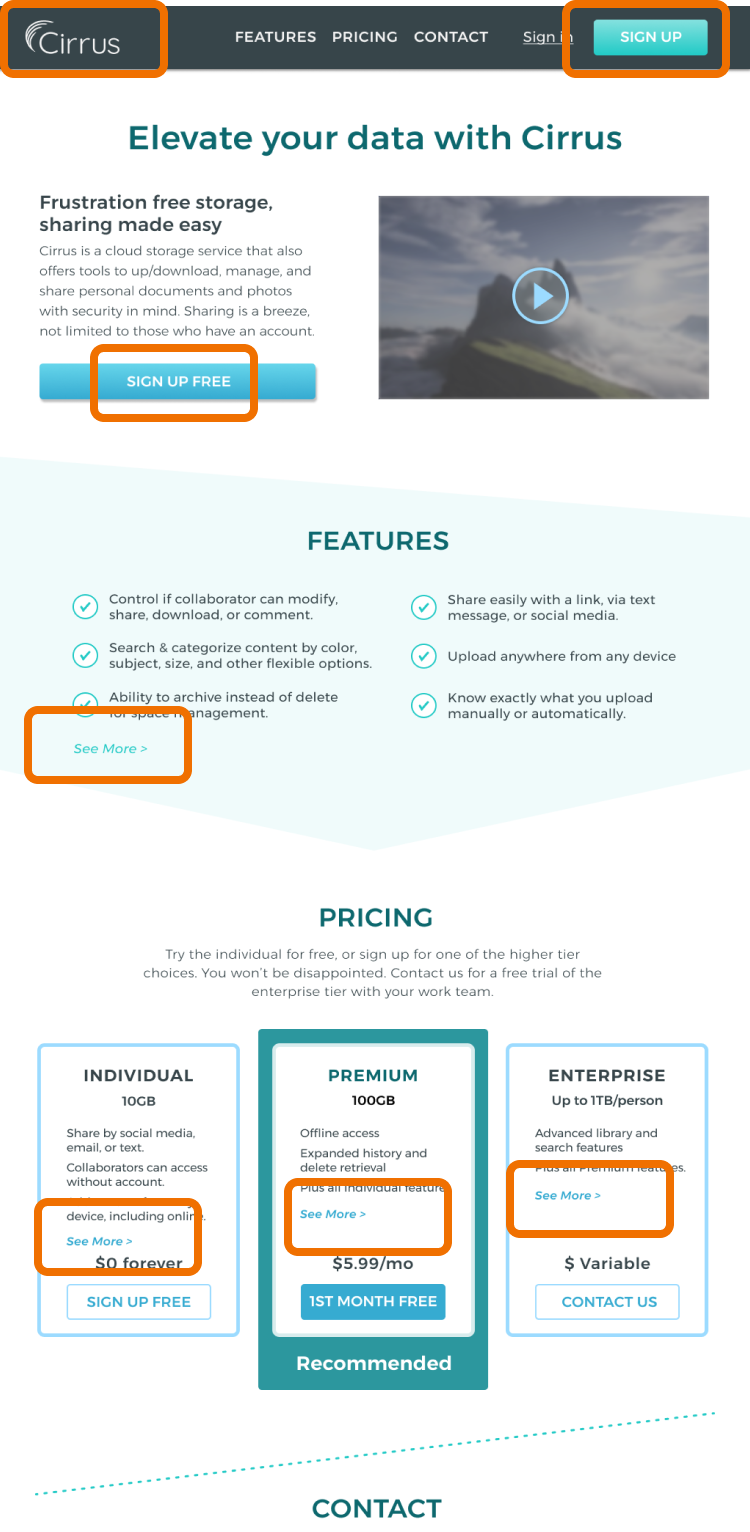 Cirrus
FEATURES PRICING CONTACT Sign in SIGN UP
Elevate your data with Cirrus
Frustration free storage,
sharing made easy
Cirrus is a cloud storage service that also
offers tools to up/download, manage, and
share personal documents and photos
with security in mind. Sharing is a breeze,
not limited to those who have an account.
SIGN UP FREE
FEATURES
Control if collaborator can modify,
share, download, or comment.
Search & categorize content by color,
subject, size, and other flexible options.
Ability to archive instead of delete
for space management.
See More >
Share easily with a link, via text
message, or social media.
Upload anywhere from any device
Know exactly what you upload
manually or automatically.
PRICING
Try the individual for free, or sign up for one of the higher tier
choices. You won't be disappointed. Contact us for a free trial of the
enterprise tier with your work team.
INDIVIDUAL
10GB
Share by social media,
email, or text.
Collaborators can access
without account.
device, including online.
See More >
$0 forever
SIGN UP FREE
PREMIUM
100GB
Offline access
Expanded history and
delete retrieval
Plus all Individual feature
See More >
$5.99/mo
1ST MONTH FREE
Recommended
ENTERPRISE
Up to 1TB/person
Advanced library and
search features
Plus all Premium features.
See More >
$ Variable
CONTACT US
CONTACT